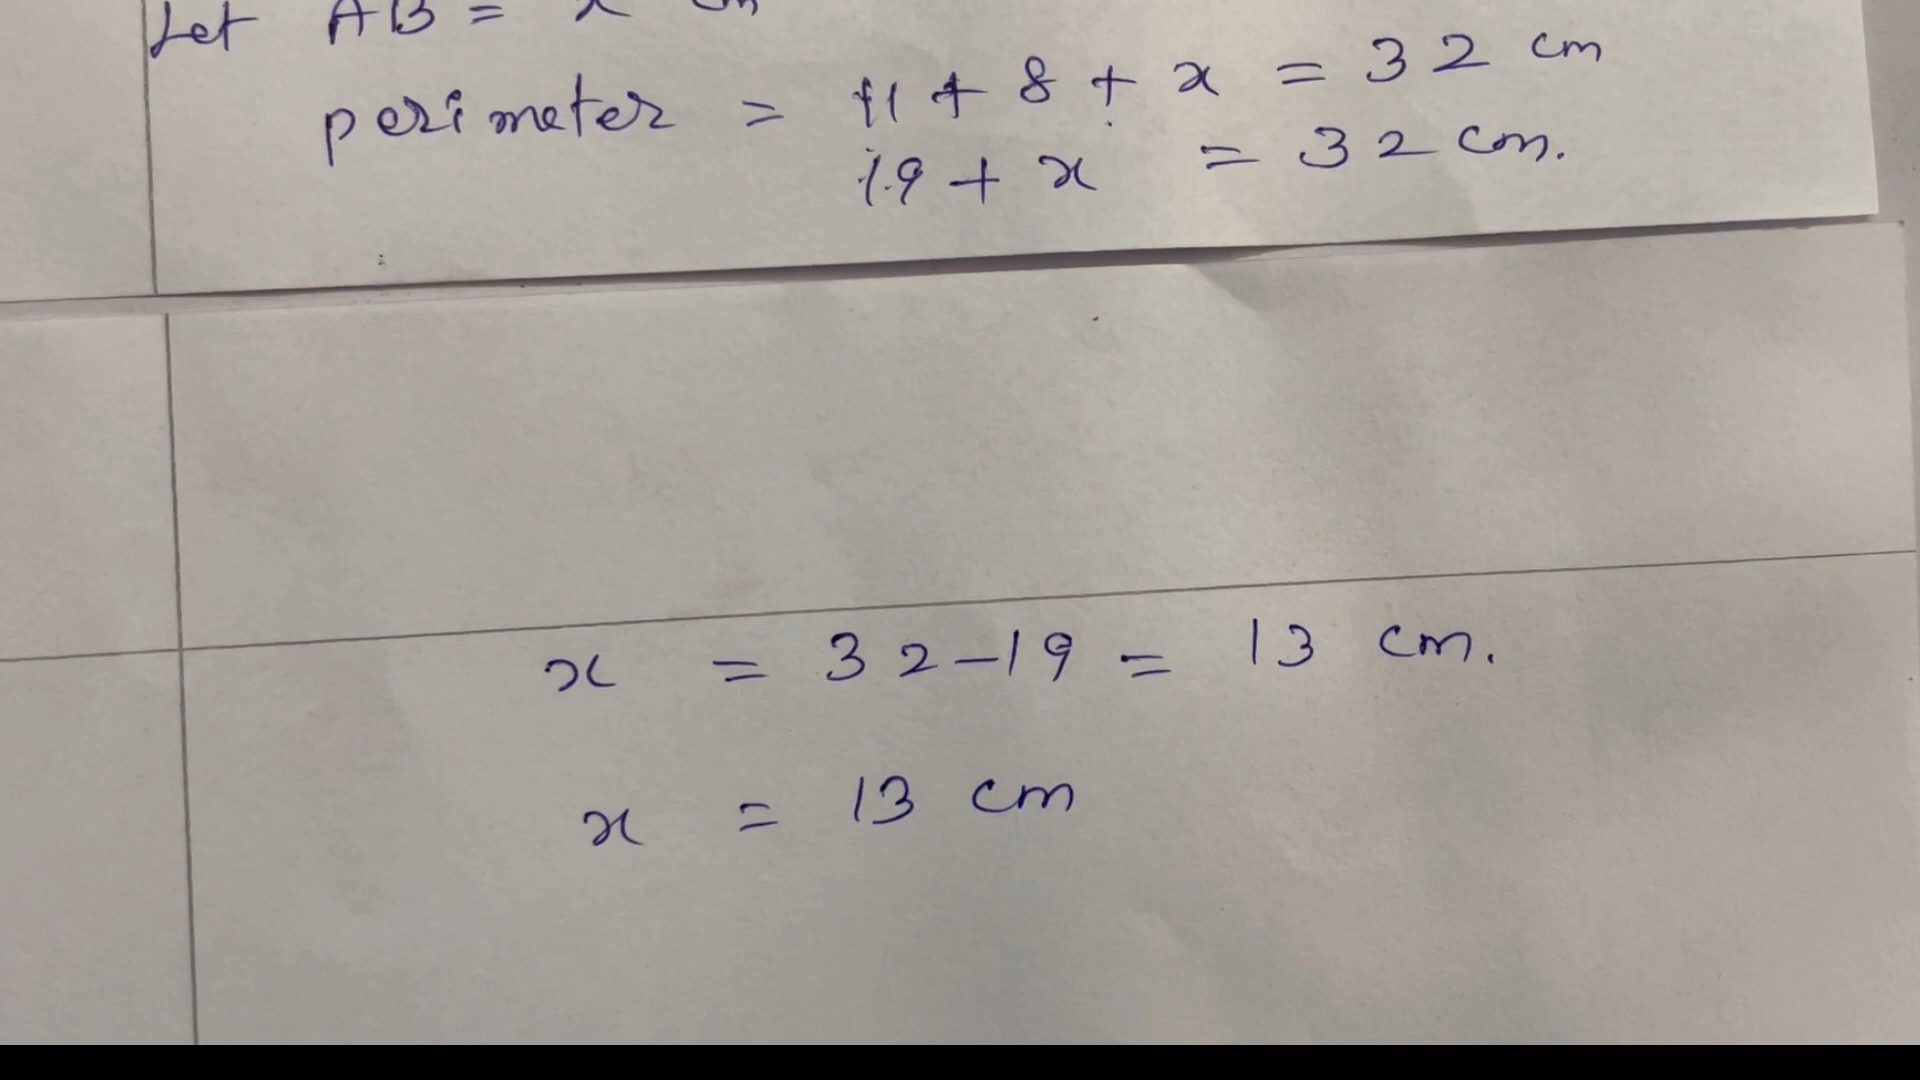 Let AB = x cm
perimeter = 11 + 8 + x = 32 cm
19 + x = 32 cm.
x = 32 - 19 = 13 cm.
x = 13 cm